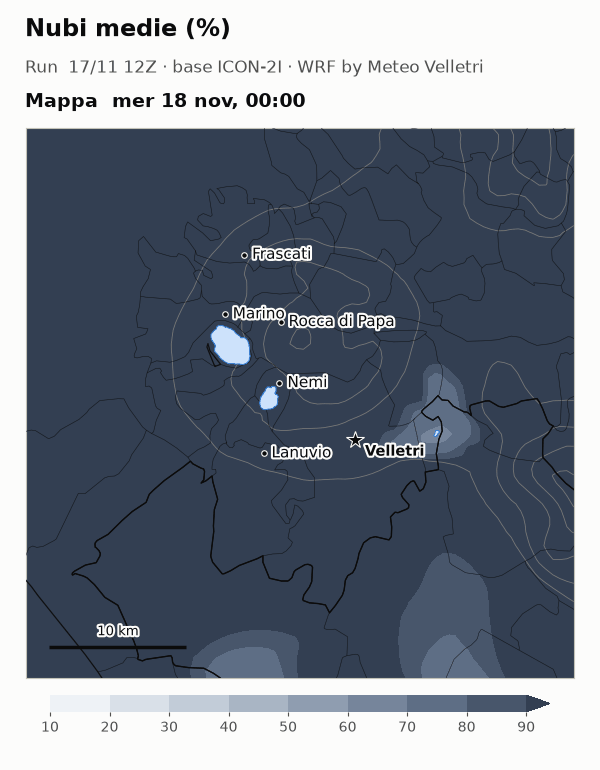 Nubi medie (%)
Run  17/11 12Z · base ICON-2I · WRF by Meteo Velletri
Mappa  mer 18 nov, 00:00
Frascati
Marino
Rocca di Papa
Nemi
Velletri
Lanuvio
10 km
10 20 30 40 50 60 70 80 90